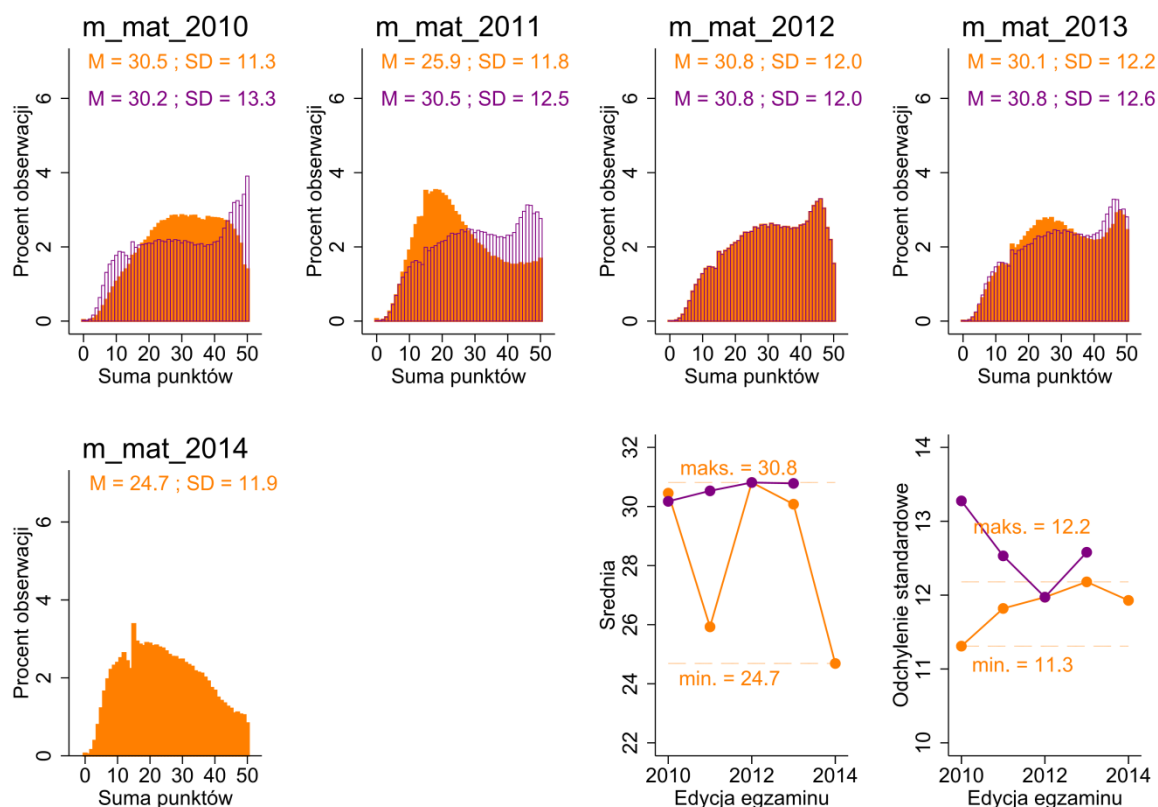 m_mat_2010
M = 30.5 ; SD = 11.3
M = 30.2 ; SD = 13.3
Procent obserwacji
6
4
2
0
0 10 20 30 40 50
Suma punktów
m_mat_2011
M = 25.9 ; SD = 11.8
M = 30.5 ; SD = 12.5
Procent obserwacji
6
4
2
0
0 10 20 30 40 50
Suma punktów
m_mat_2012
M = 30.8 ; SD = 12.0
M = 30.8 ; SD = 12.0
Procent obserwacji
6
4
2
0
0 10 20 30 40 50
Suma punktów
m_mat_2013
M = 30.1 ; SD = 12.2
M = 30.8 ; SD = 12.6
Procent obserwacji
6
4
2
0
0 10 20 30 40 50
Suma punktów
m_mat_2014
M = 24.7 ; SD = 11.9
Procent obserwacji
6
4
2
0
0 10 20 30 40 50
Suma punktów
Srednia
32
30
28
26
24
22
maks. = 30.8
min. = 24.7
2010 2012 2014
Edycja egzaminu
Odchylenie standardowe
14
13
12
11
10
maks. = 12.2
min. = 11.3
2010 2012 2014
Edycja egzaminu